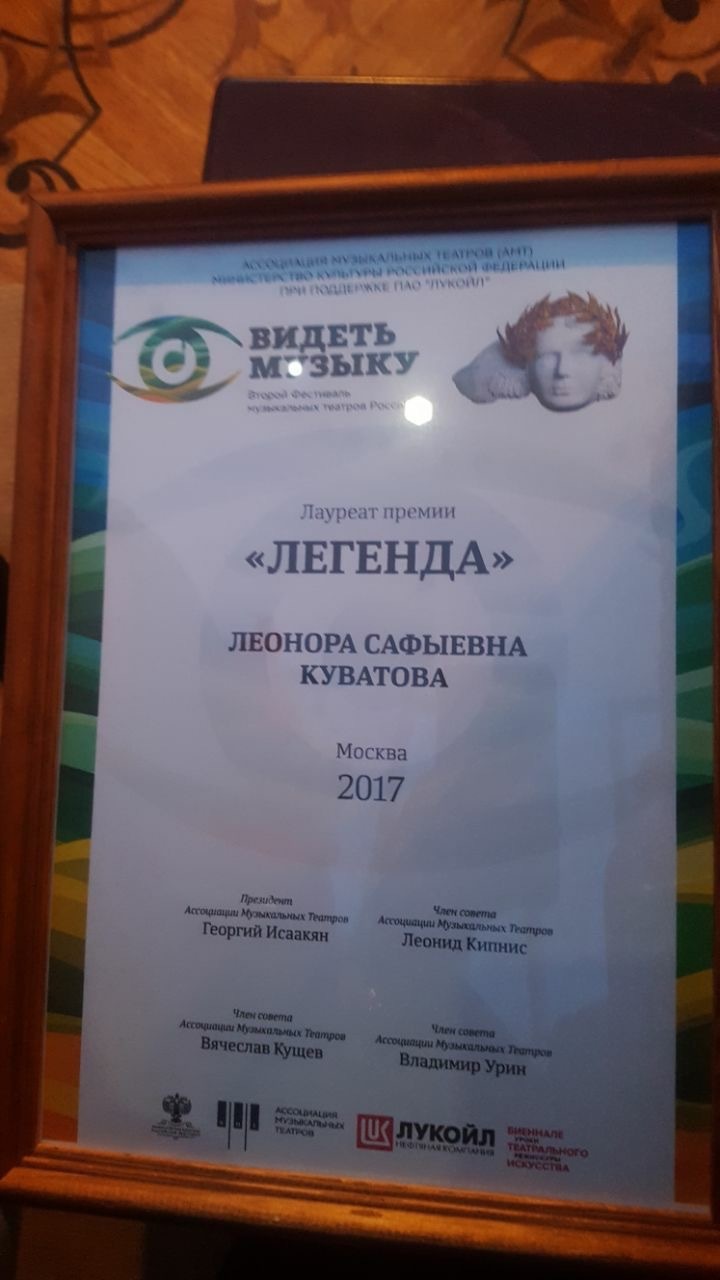 АССОЦИАЦИЯ МУЗЫКАЛЬНЫХ ТЕАТРОВ (АМТ)
МИНИСТЕРСТВО КУЛЬТУРЫ РОССИЙСКОЙ ФЕДЕРАЦИИ
ПРИ ПОДДЕРЖКЕ ПАО "ЛУКОЙЛ"
ВИДЕТЬ
МУЗЫКУ
Второй Фестиваль
музыкальных театров
Лауреат премии
«ЛЕГЕНДА»
ЛЕОНОРА САФЫЕВНА
КУВАТОВА
Москва
2017
Президент
Ассоциации Музыкальных Театров
Георгий Исаакян
Член совета
Ассоциации Музыкальных Театров
Леонид Кипнис
Член совета
Ассоциации Музыкальных Театров
Вячеслав Кущев
Член совета
Ассоциации Музыкальных Театров
Владимир Урин
АССОЦИАЦИЯ
МУЗЫКАЛЬНЫХ
ТЕАТРОВ
ЛУКОЙЛ
НЕФТЯНАЯ КОМПАНИЯ
БИЕННАЛЕ
УРОКИ
ТЕАТРАЛЬНОГО
РЕЖИССУРЫ
ИСКУССТВА